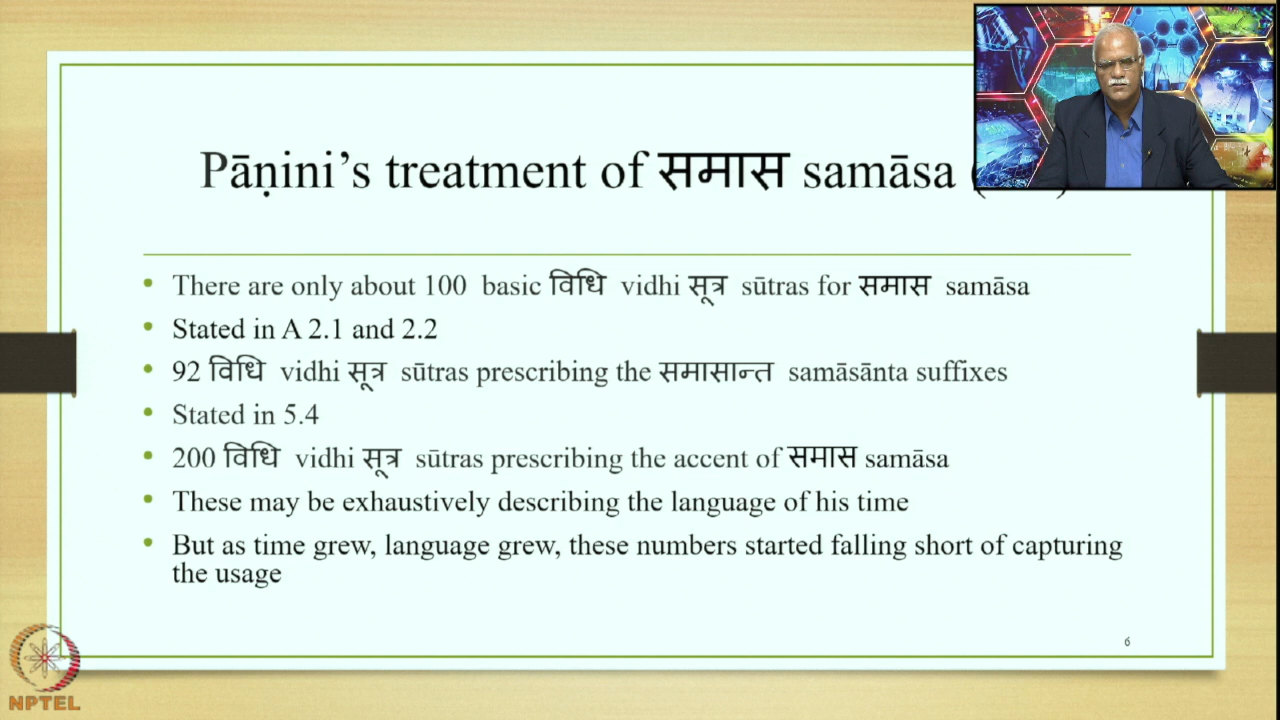 Pāṇini’s treatment of समास samāsa
• There are only about 100 basic विधि vidhi सूत्र sūtras for समास samāsa
• Stated in A 2.1 and 2.2
• 92 विधि vidhi सूत्र sūtras prescribing the समासान्त samāsānta suffixes
• Stated in 5.4
• 200 विधि vidhi सूत्र sūtras prescribing the accent of समास samāsa
• These may be exhaustively describing the language of his time
• But as time grew, language grew, these numbers started falling short of capturing
the usage
६
NPTEL